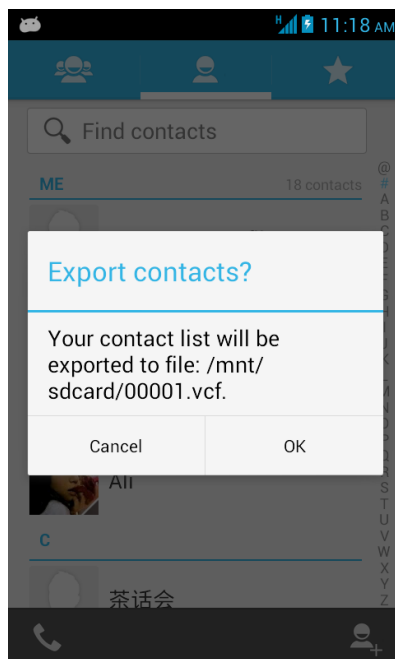 H 11:18 AM
Find contacts
ME 18 contacts
@
#
A
B
C
Export contacts?
Your contact list will be
exported to file: /mnt/
sdcard/00001.vcf.
Cancel OK
Ali
R
S
T
U
V
W
X
Y
Z
C
茶话会